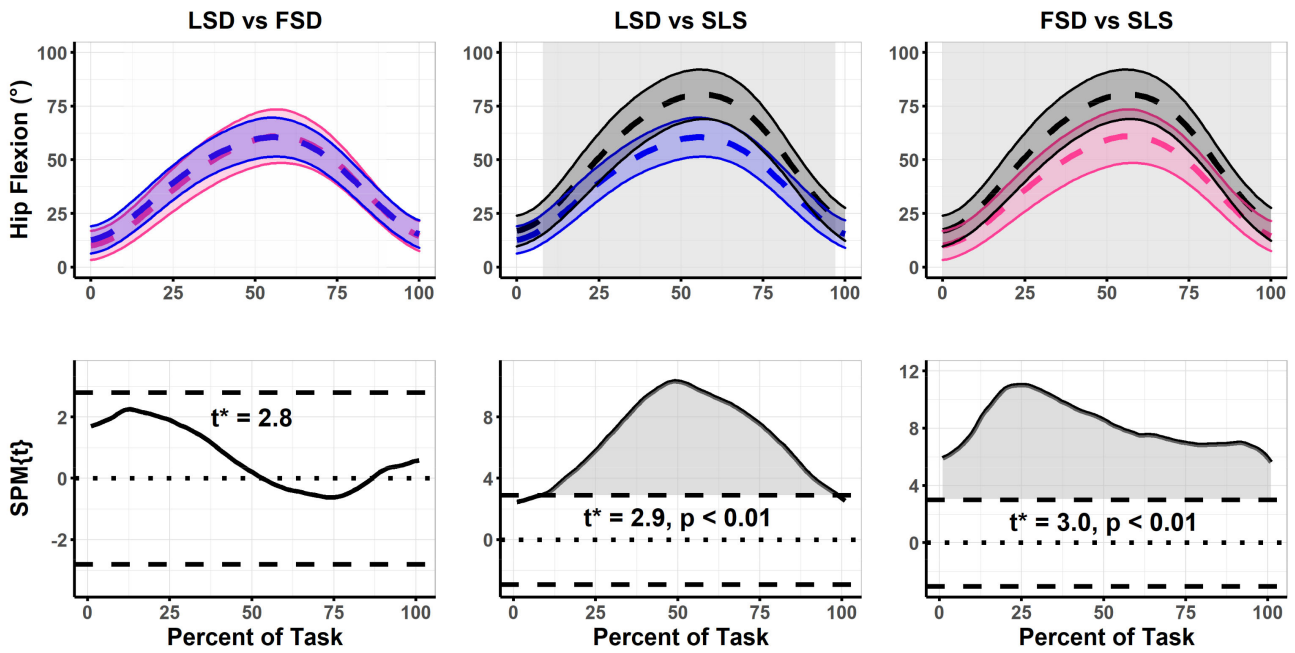 LSD vs FSD
LSD vs SLS
FSD vs SLS
Hip Flexion (°)
100
75
50
25
0
0 25 50 75 100
100
75
50
25
0
0 25 50 75 100
100
75
50
25
0
0 25 50 75 100
SPM{t}
2
0
-2
t* = 2.8
0 25 50 75 100
Percent of Task
8
4
0
t* = 2.9, p < 0.01
0 25 50 75 100
Percent of Task
12
8
4
0
t* = 3.0, p < 0.01
0 25 50 75 100
Percent of Task